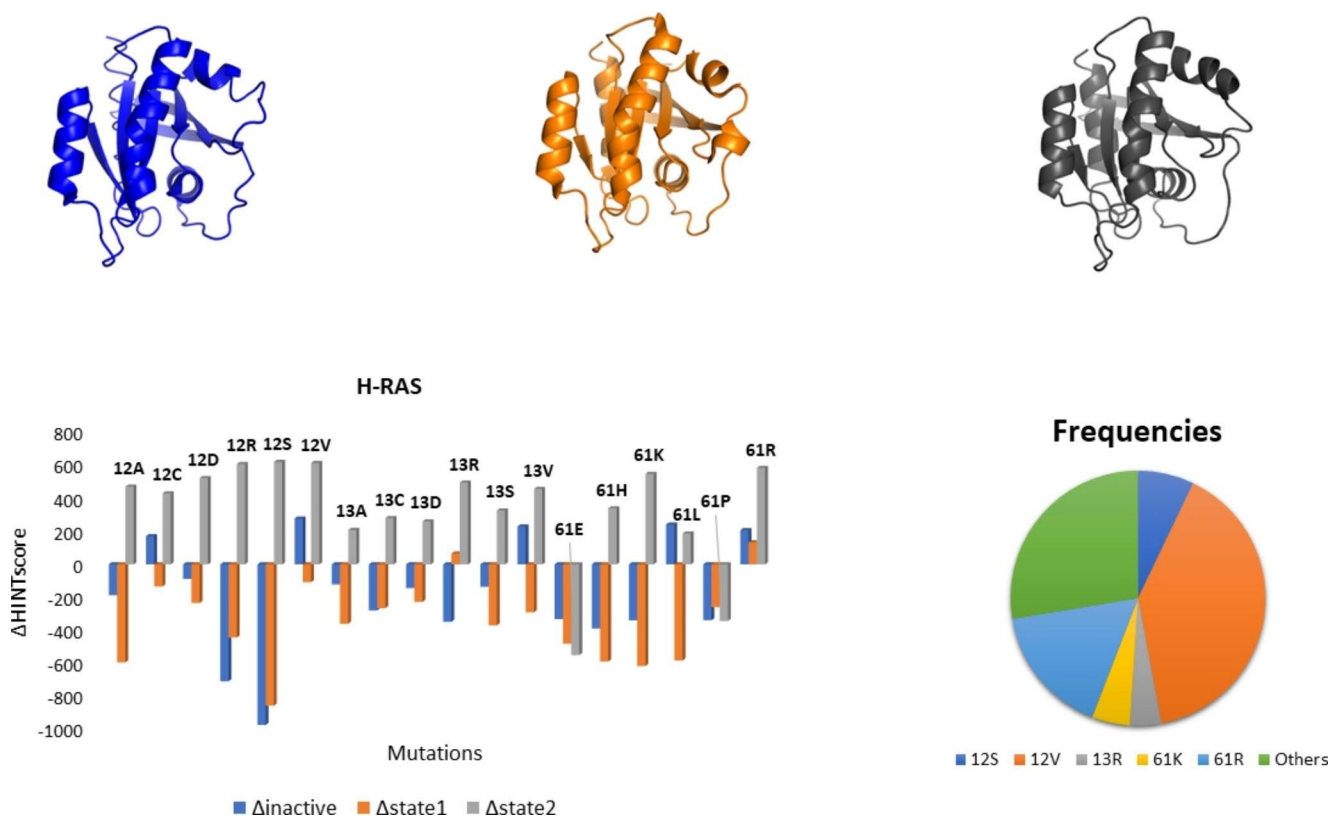 H-RAS
800
600
400
200
0
-200
-400
-600
-800
-1000
ΔHINTscore
12A
12C
12D
12R
12S
12V
13A
13C
13D
13R
13S
13V
61E
61H
61K
61L
61P
61R
Mutations
Δinactive Δstate1 Δstate2
Frequencies
12S 12V 13R 61K 61R Others